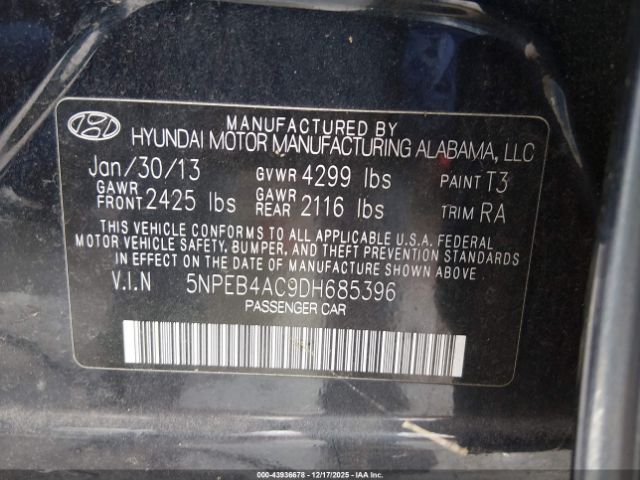 MANUFACTURED BY
HYUNDAI MOTOR MANUFACTURING ALABAMA, LLC
Jan/30/13 GVWR 4299 lbs PAINT T3
GAWR FRONT 2425 lbs GAWR REAR 2116 lbs TRIM RA
THIS VEHICLE CONFORMS TO ALL APPLICABLE U.S.A. FEDERAL
MOTOR VEHICLE SAFETY, BUMPER, AND THEFT PREVENTION STANDARDS
IN EFFECT ON THE DATE OF MANUFACTURE SHOWN ABOVE.
V.I.N 5NPEB4AC9DH685396
PASSENGER CAR
000-43936678 - 12/17/2025 - IAA, Inc.